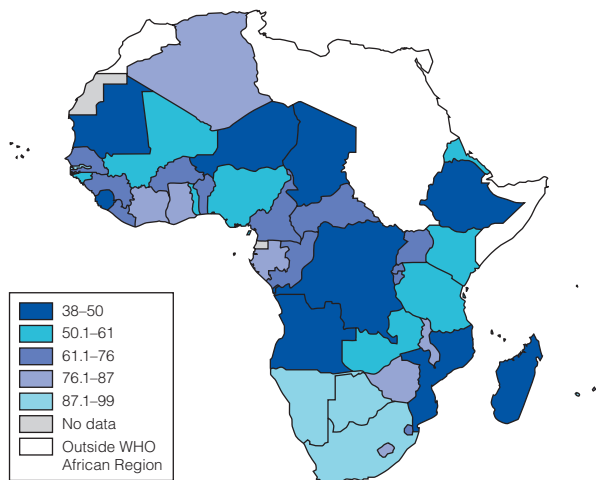 38–50
50.1–61
61.1–76
76.1–87
87.1–99
No data
Outside WHO
African Region